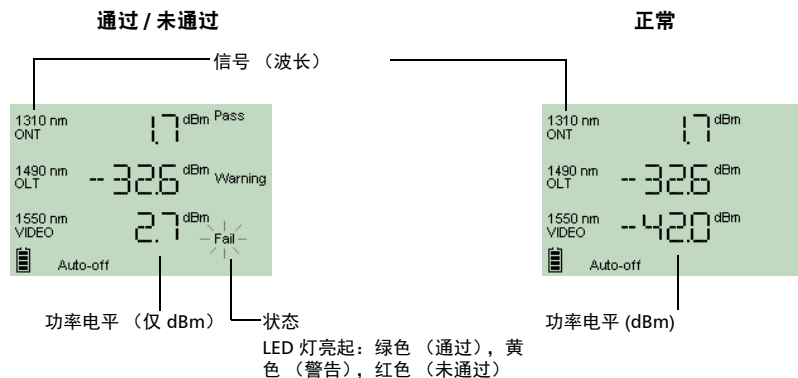 通过 / 未通过
正常
信号 （波长）
1310 nm
ONT
1.7 dBm Pass
1490 nm
OLT
-32.6 dBm Warning
1550 nm
VIDEO
2.7 dBm
Fail
Auto-off
1310 nm
ONT
1.7 dBm
1490 nm
OLT
-32.6 dBm
1550 nm
VIDEO
-42.0 dBm
Auto-off
功率电平 （仅 dBm）
状态
LED 灯亮起：绿色 （通过），黄
色 （警告），红色 （未通过）
功率电平 (dBm)